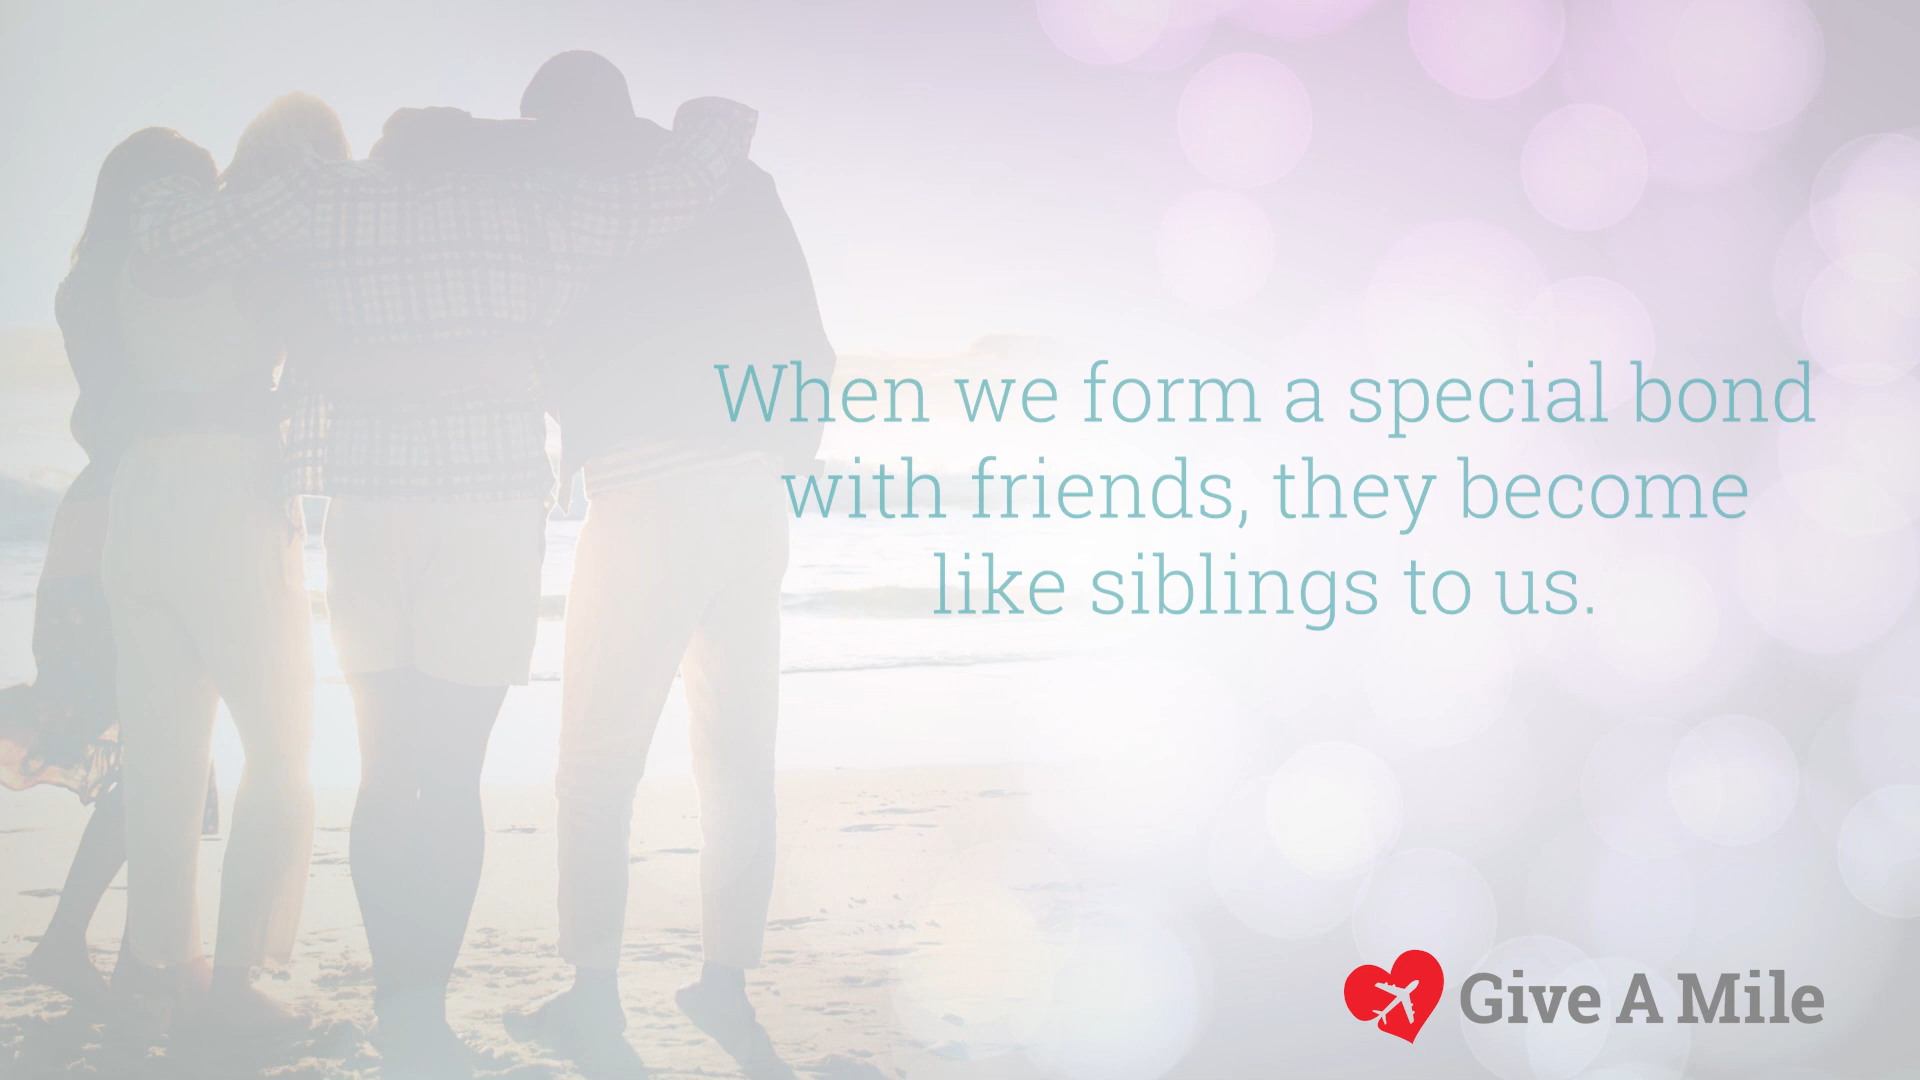 When we form a special bond
with friends, they become
like siblings to us.
Give A Mile